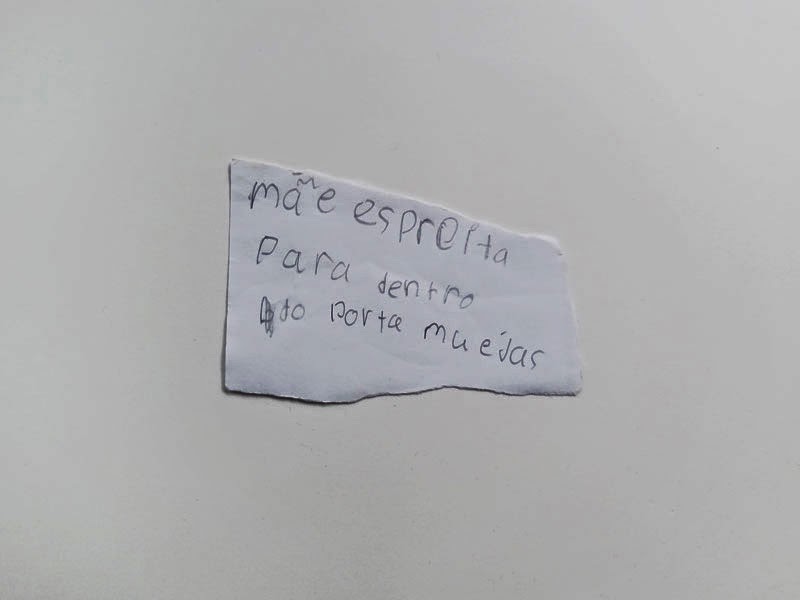 mãe espreita
para dentro
do porta muedas